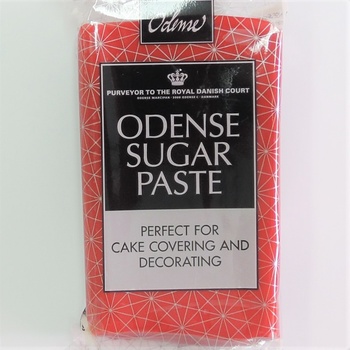 Odense
PURVEYOR TO THE ROYAL DANISH COURT
ODENSE
SUGAR
PASTE
PERFECT FOR
CAKE COVERING AND
DECORATING